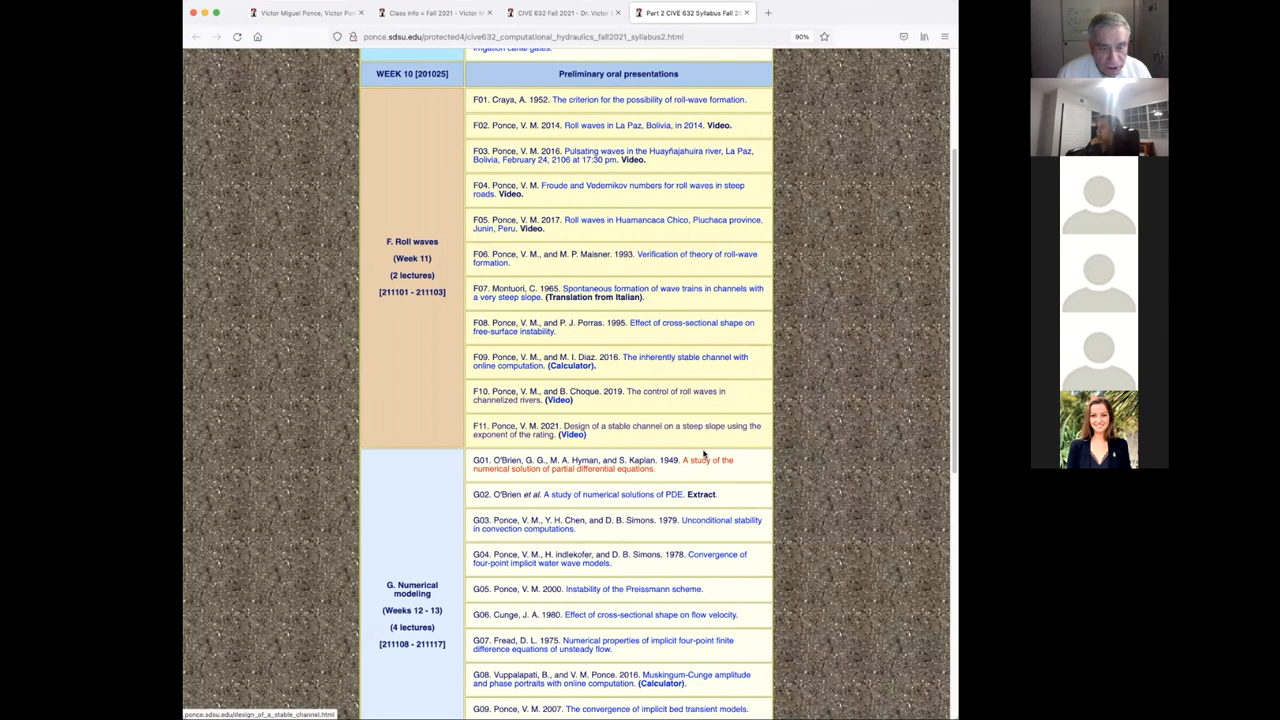 Victor Miguel Ponce, Victor Pon
Class info = Fall 2021 - Victor M
CIVE 632 Fall 2021 - Dr. Victor
Part 2 CIVE 632 Syllabus Fall 20
ponce.sdsu.edu/protected4/cive632_computational_hydraulics_fall2021_syllabus2.html
90%
irrigation canal gates.
WEEK 10 [201025]
Preliminary oral presentations
F. Roll waves
(Week 11)
(2 lectures)
[211101 - 211103]
F01. Craya, A. 1952. The criterion for the possibility of roll-wave formation.
F02. Ponce, V. M. 2014. Roll waves in La Paz, Bolivia, in 2014. Video.
F03. Ponce, V. M. 2016. Pulsating waves in the Huayñajahuira river, La Paz,
Bolivia, February 24, 2106 at 17:30 pm. Video.
F04. Ponce, V. M. Froude and Vedernikov numbers for roll waves in steep
roads. Video.
F05. Ponce, V. M. 2017. Roll waves in Huamancaca Chico, Piuchaca province,
Junin, Peru. Video.
F06. Ponce, V. M., and M. P. Maisner. 1993. Verification of theory of roll-wave
formation.
F07. Montuori, C. 1965. Spontaneous formation of wave trains in channels with
a very steep slope. (Translation from Italian).
F08. Ponce, V. M., and P. J. Porras. 1995. Effect of cross-sectional shape on
free-surface instability.
F09. Ponce, V. M., and M. I. Diaz. 2016. The inherently stable channel with
online computation. (Calculator).
F10. Ponce, V. M., and B. Choque. 2019. The control of roll waves in
channelized rivers. (Video)
F11. Ponce, V. M. 2021. Design of a stable channel on a steep slope using the
exponent of the rating. (Video)
G. Numerical
modeling
(Weeks 12 - 13)
(4 lectures)
[211108 - 211117]
G01. O'Brien, G. G., M. A. Hyman, and S. Kaplan. 1949. A study of the
numerical solution of partial differential equations.
G02. O'Brien et al. A study of numerical solutions of PDE. Extract.
G03. Ponce, V. M., Y. H. Chen, and D. B. Simons. 1979. Unconditional stability
in convection computations.
G04. Ponce, V. M., H. indlekofer, and D. B. Simons. 1978. Convergence of
four-point implicit water wave models.
G05. Ponce, V. M. 2000. Instability of the Preissmann scheme.
G06. Cunge, J. A. 1980. Effect of cross-sectional shape on flow velocity.
G07. Fread, D. L. 1975. Numerical properties of implicit four-point finite
difference equations of unsteady flow.
G08. Vuppalapati, B., and V. M. Ponce. 2016. Muskingum-Cunge amplitude
and phase portraits with online computation. (Calculator).
G09. Ponce, V. M. 2007. The convergence of implicit bed transient models.
ponce.sdsu.edu/design_of_a_stable_channel.html